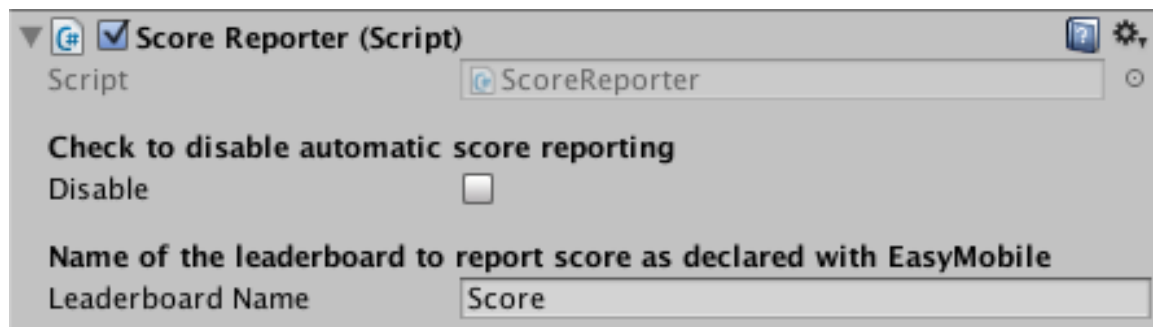 Score Reporter (Script)
Script ScoreReporter
Check to disable automatic score reporting
Disable
Name of the leaderboard to report score as declared with EasyMobile
Leaderboard Name Score